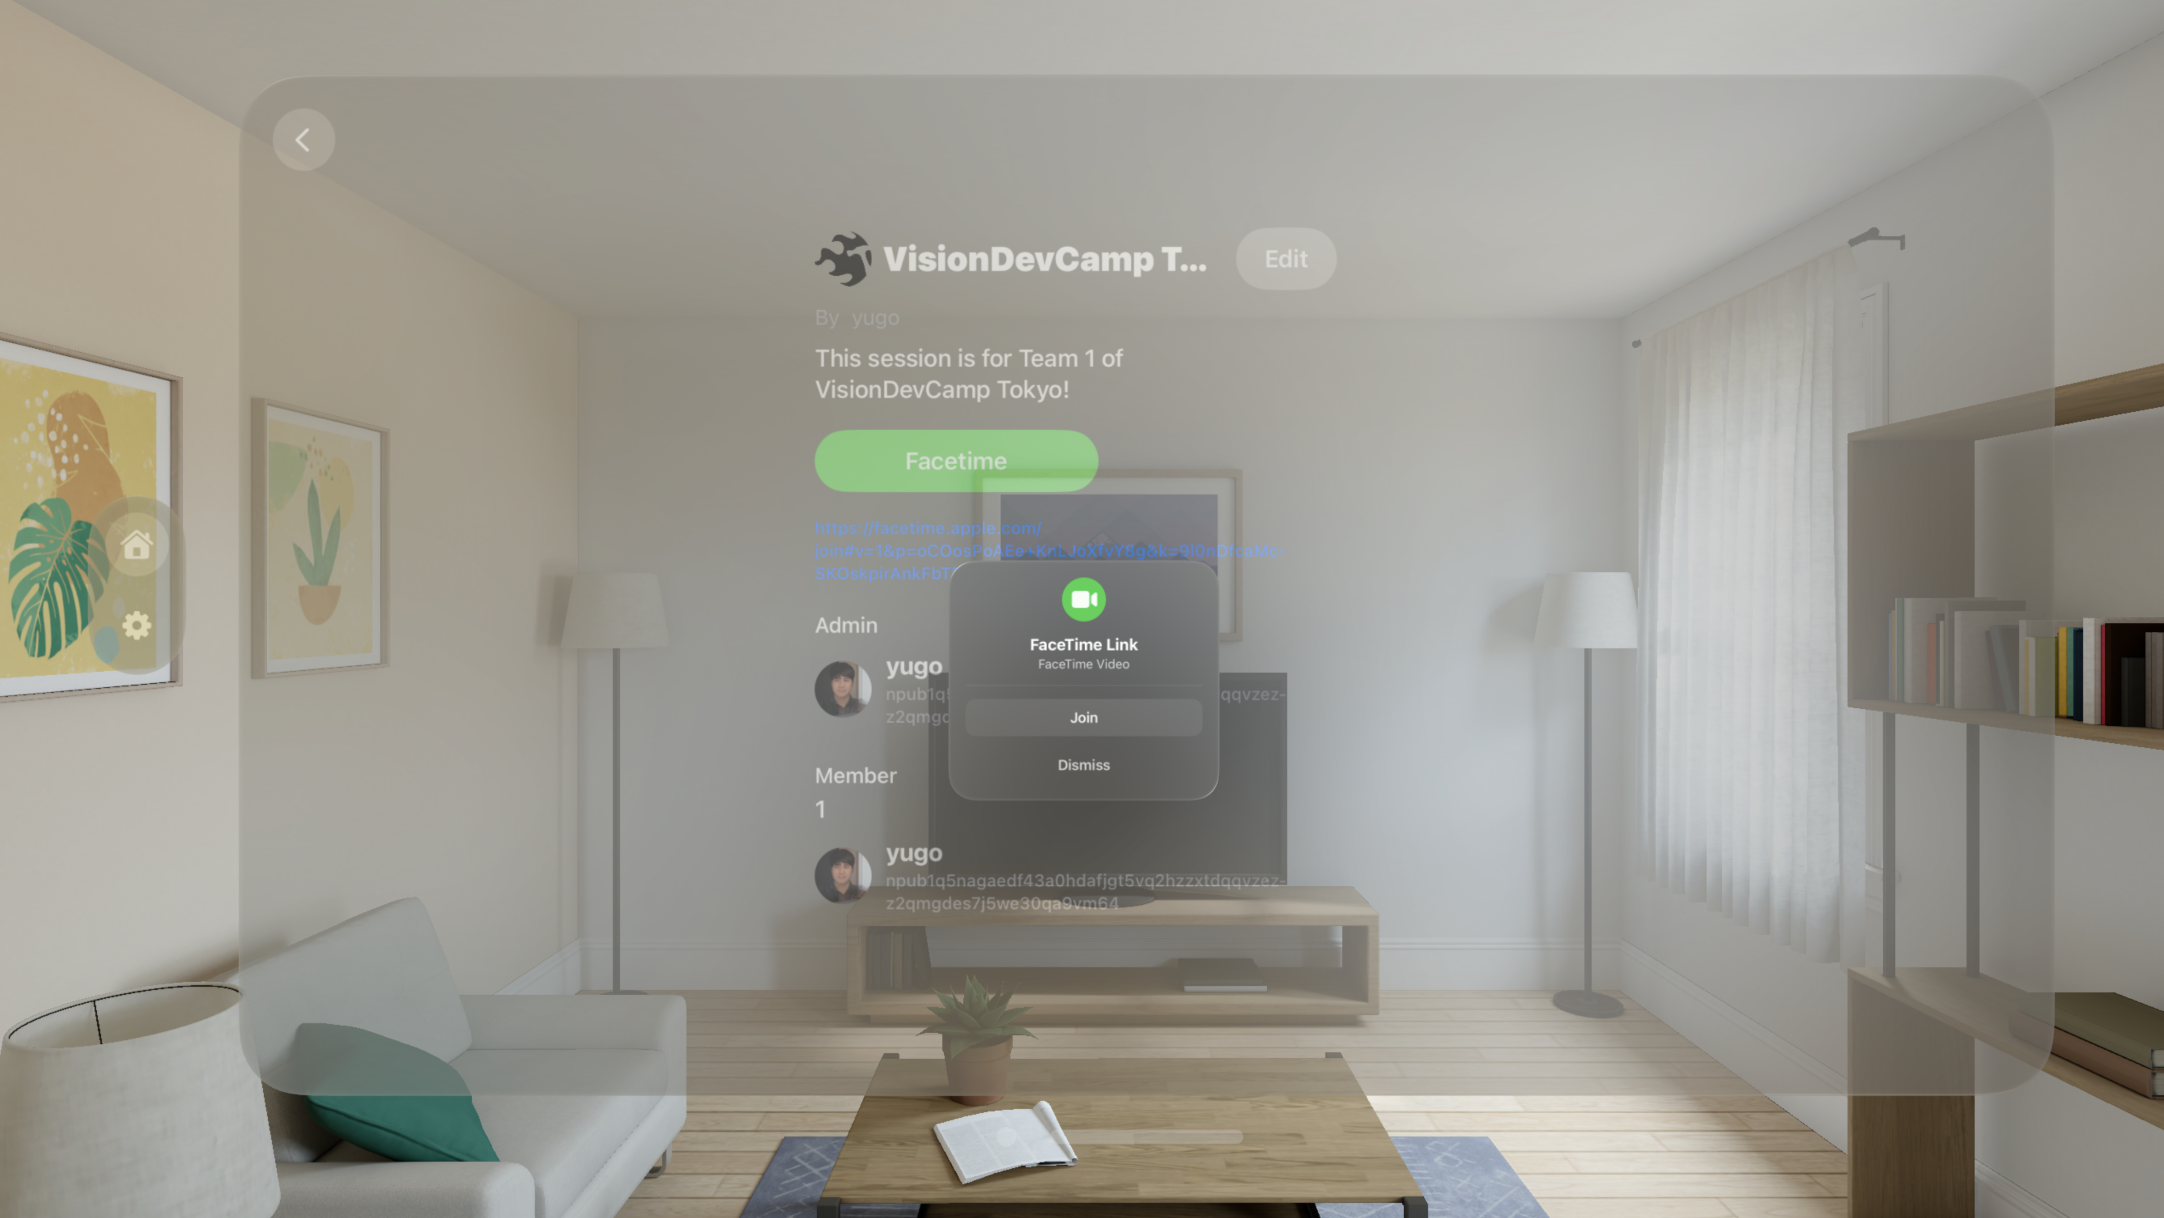 VisionDevCamp T...
Edit
By yugo
This session is for Team 1 of
VisionDevCamp Tokyo!
Facetime
https://facetime.apple.com/
Admin
yugo
FaceTime Link
FaceTime Video
Join
Dismiss
Member
1
yugo
npub1q5nagaedf43a0hdafjgt5vq2hzzxtdqqvzez-
z2qmgdes7j5we30qa9vm64